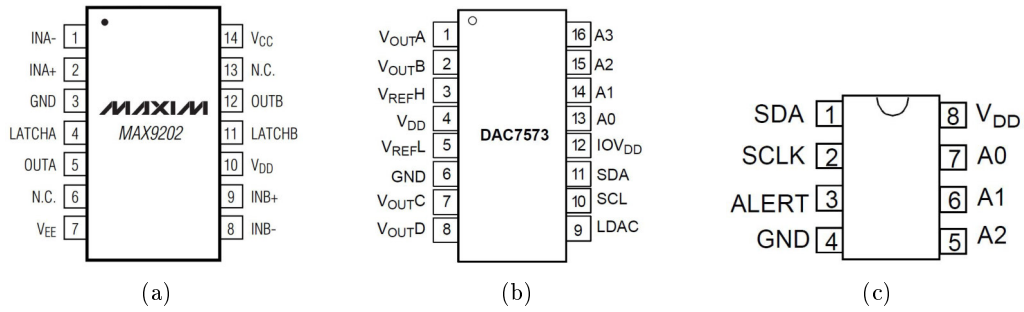 INA- 1
INA+ 2
GND 3
LATCHA 4
OUTA 5
N.C. 6
VEE 7
14 VCC
13 N.C.
12 OUTB
11 LATCHB
10 VDD
9 INB+
8 INB-
MAXIM
MAX9202
(a)
VOUTA 1
VOUTB 2
VREFH 3
VDD 4
VREFL 5
GND 6
VOUTC 7
VOUTD 8
16 A3
15 A2
14 A1
13 A0
12 IOVDD
11 SDA
10 SCL
9 LDAC
DAC7573
(b)
SDA 1
SCLK 2
ALERT 3
GND 4
8 VDD
7 A0
6 A1
5 A2
(c)